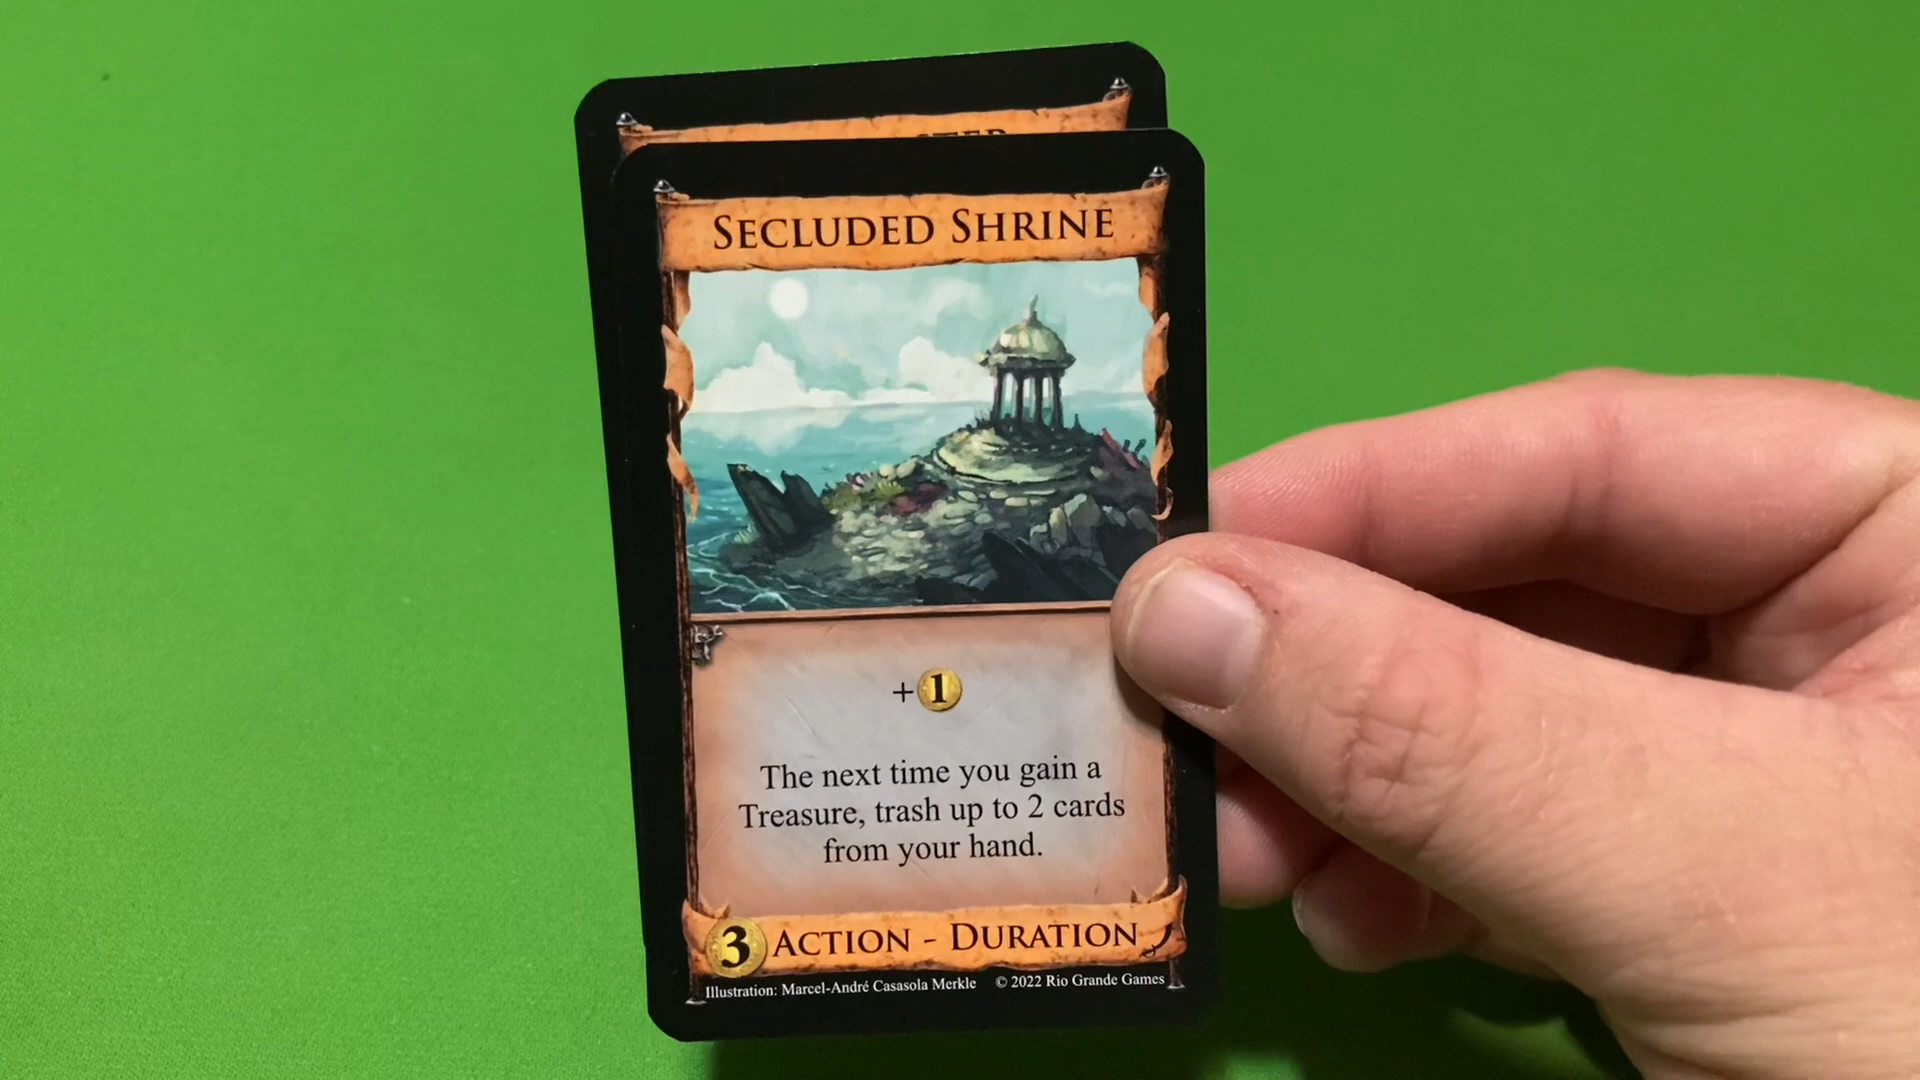 SECLUDED SHRINE
+1
The next time you gain a
Treasure, trash up to 2 cards
from your hand.
3 ACTION - DURATION
Illustration: Marcel-André Casasola Merkle © 2022 Rio Grande Games